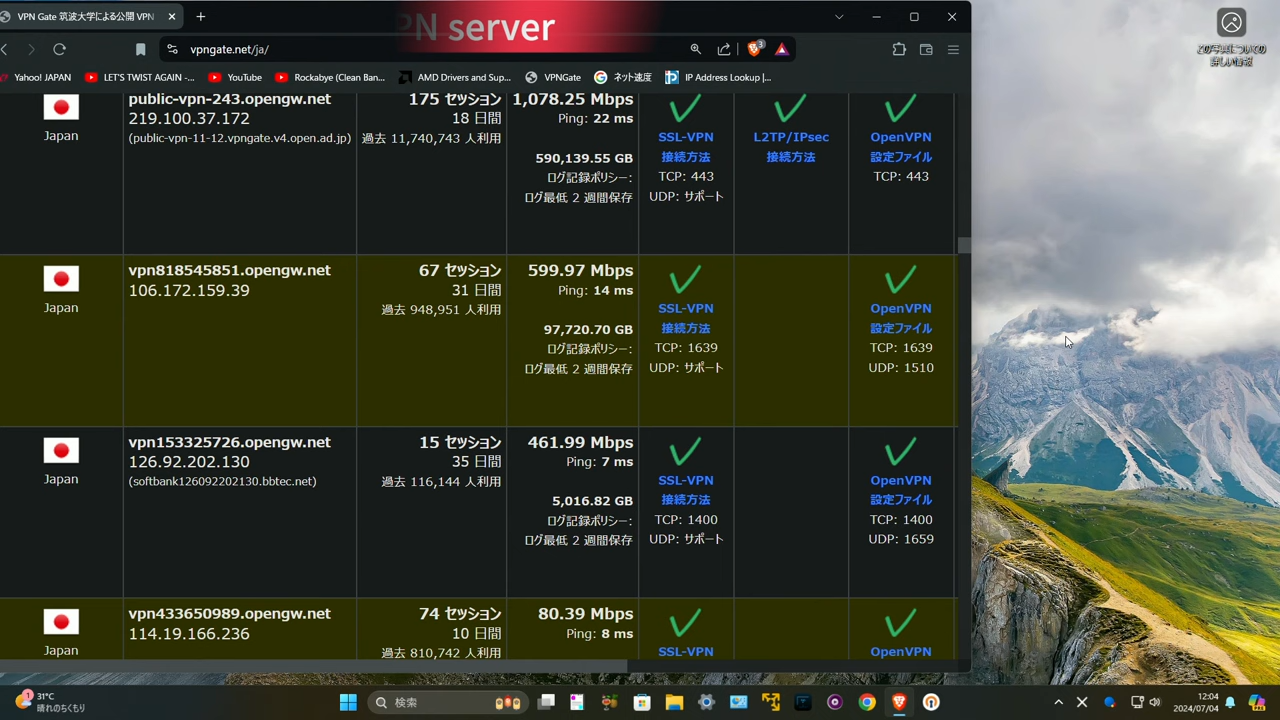 VPN Gate 筑波大学による公開 VPN
PN server
vpngate.net/ja/
3
Yahoo! JAPAN
LET'S TWIST AGAIN -...
YouTube
Rockabye (Clean Ban...
AMD Drivers and Sup...
VPNGate
ネット速度
IP Address Lookup |...
Japan
public-vpn-243.opengw.net
219.100.37.172
(public-vpn-11-12.vpngate.v4.open.ad.jp)
175 セッション
18 日間
過去 11,740,743 人利用
1,078.25 Mbps
Ping: 22 ms
590,139.55 GB
ログ記録ポリシー:
ログ最低 2 週間保存
SSL-VPN
接続方法
TCP: 443
UDP: サポート
L2TP/IPsec
接続方法
OpenVPN
設定ファイル
TCP: 443
Japan
vpn818545851.opengw.net
106.172.159.39
67 セッション
31 日間
過去 948,951 人利用
599.97 Mbps
Ping: 14 ms
97,720.70 GB
ログ記録ポリシー:
ログ最低 2 週間保存
SSL-VPN
接続方法
TCP: 1639
UDP: サポート
OpenVPN
設定ファイル
TCP: 1639
UDP: 1510
Japan
vpn153325726.opengw.net
126.92.202.130
(softbank126092202130.bbtec.net)
15 セッション
35 日間
過去 116,144 人利用
461.99 Mbps
Ping: 7 ms
5,016.82 GB
ログ記録ポリシー:
ログ最低 2 週間保存
SSL-VPN
接続方法
TCP: 1400
UDP: サポート
OpenVPN
設定ファイル
TCP: 1400
UDP: 1659
Japan
vpn433650989.opengw.net
114.19.166.236
74 セッション
10 日間
過去 810,742 人利用
80.39 Mbps
Ping: 8 ms
SSL-VPN
OpenVPN
この写真についての
詳しい情報
1
31°C
晴れのちくもり
検索
12:04
2024/07/04